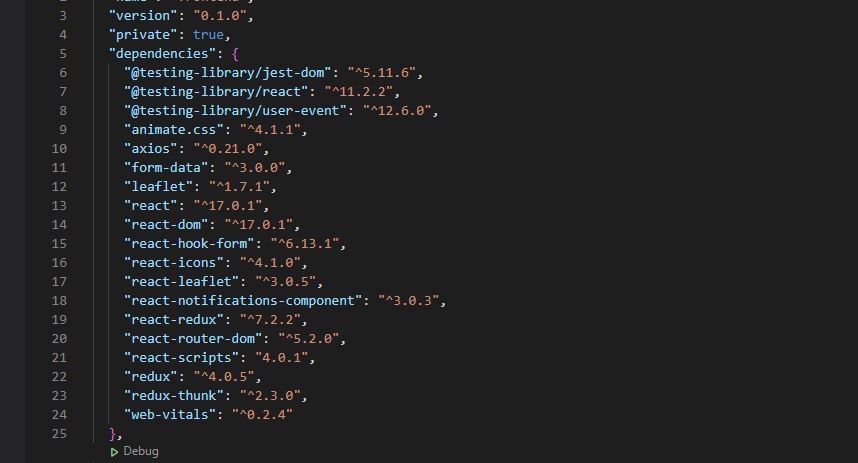 3 "version": "0.1.0",
4 "private": true,
5 "dependencies": {
6 "@testing-library/jest-dom": "^5.11.6",
7 "@testing-library/react": "^11.2.2",
8 "@testing-library/user-event": "^12.6.0",
9 "animate.css": "^4.1.1",
10 "axios": "^0.21.0",
11 "form-data": "^3.0.0",
12 "leaflet": "^1.7.1",
13 "react": "^17.0.1",
14 "react-dom": "^17.0.1",
15 "react-hook-form": "^6.13.1",
16 "react-icons": "^4.1.0",
17 "react-leaflet": "^3.0.5",
18 "react-notifications-component": "^3.0.3",
19 "react-redux": "^7.2.2",
20 "react-router-dom": "^5.2.0",
21 "react-scripts": "4.0.1",
22 "redux": "^4.0.5",
23 "redux-thunk": "^2.3.0",
24 "web-vitals": "^0.2.4"
25 },
Debug